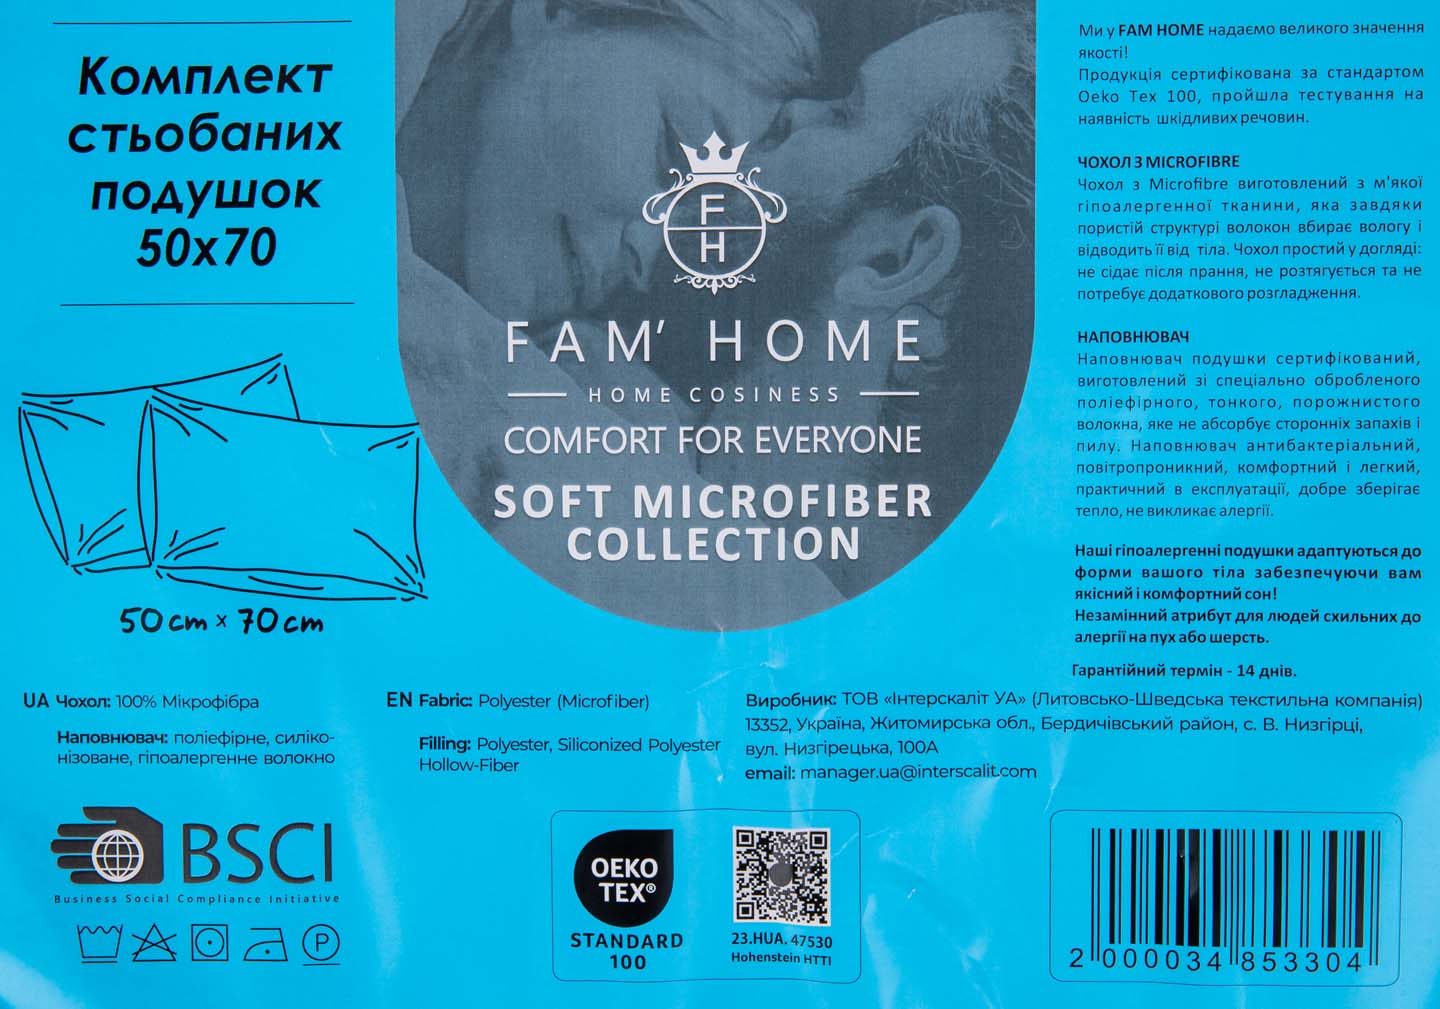 Комплект
стьобаних
подушок
50x70
50 cm x 70 cm
F
H
FAM' HOME
HOME COSINESS
COMFORT FOR EVERYONE
SOFT MICROFIBER
COLLECTION
Ми у FAM HOME надаємо великого значення
якості!
Продукція сертифікована за стандартом
Oeko Tex 100, пройшла тестування на
наявність шкідливих речовин.
ЧОХОЛ З MICROFIBRE
Чохол з Microfibre виготовлений з м'якої
гіпоалергенної тканини, яка завдяки
пористій структурі волокон вбирає вологу і
відводить її від тіла. Чохол простий у догляді:
не сідає після прання, не розтягується та не
потребує додаткового розгладження.
НАПОВНЮВАЧ
Наповнювач подушки сертифікований,
виготовлений зі спеціально обробленого
поліефірного, тонкого, порожнистого
волокна, яке не абсорбує сторонніх запахів і
пилу. Наповнювач антибактеріальний,
повітропроникний, комфортний і легкий,
практичний в експлуатації, добре зберігає
тепло, не викликає алергії.
Наші гіпоалергенні подушки адаптуються до
форми вашого тіла забезпечуючи вам
якісний і комфортний сон!
Незамінний атрибут для людей схильних до
алергії на пух або шерсть.
Гарантійний термін - 14 днів.
UA Чохол: 100% Мікрофібра
Наповнювач: поліефірне, силіко-
нізоване, гіпоалергенне волокно
EN Fabric: Polyester (Microfiber)
Filling: Polyester, Siliconized Polyester
Hollow-Fiber
Виробник: ТОВ «Інтерскаліт УА» (Литовсько-Шведська текстильна компанія)
13352, Україна, Житомирська обл., Бердичівський район, с. В. Низгірці,
вул. Низгірецька, 100А
email: manager.ua@interscalit.com
BSCI
Business Social Compliance Initiative
P
OEKO
TEX®
STANDARD
100
23.HUA. 47530
Hohenstein HTTI
2 000034 853304